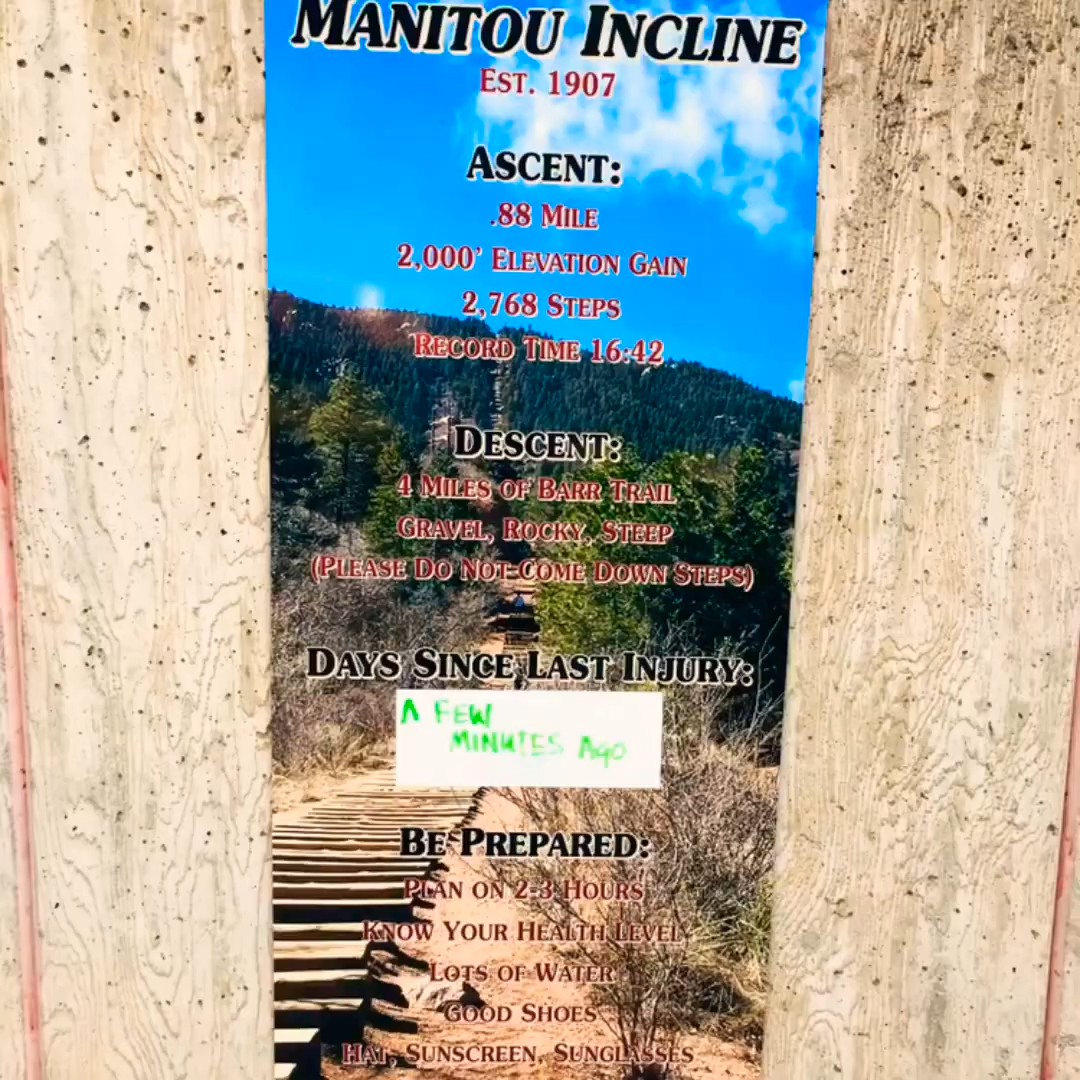 MANITOU INCLINE
EST. 1907
ASCENT:
.88 MILE
2,000' ELEVATION GAIN
2,768 STEPS
RECORD TIME 16:42
DESCENT:
4 MILES OF BARR TRAIL
GRAVEL, ROCKY, STEEP
(PLEASE DO NOT COME DOWN STEPS)
DAYS SINCE LAST INJURY:
A FEW
MINUTES AgO
BE PREPARED:
PLAN ON 2-3 HOURS
KNOW YOUR HEALTH LEVEL
LOTS OF WATER
GOOD SHOES
HAT, SUNSCREEN, SUNGLASSES